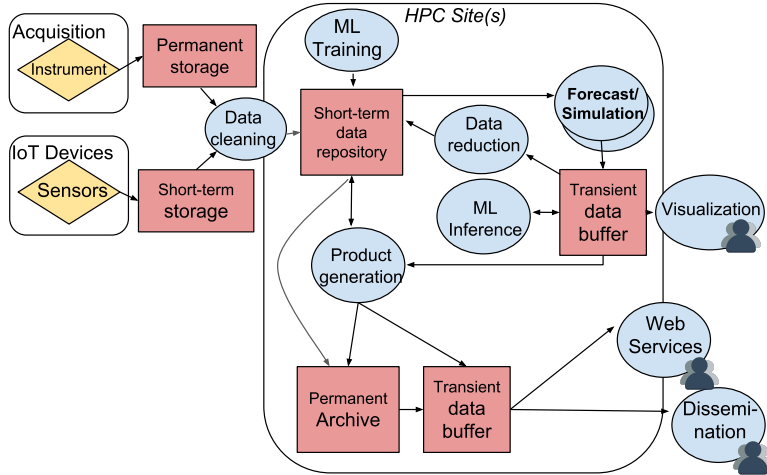 HPC Site(s)
Acquisition
Instrument
Permanent
storage
ML
Training
Data
cleaning
Short-term
data
repository
Forecast/
Simulation
Data
reduction
IoT Devices
Sensors
Short-term
storage
ML
Inference
Transient
data
buffer
Visualization
Product
generation
Web
Services
Permanent
Archive
Transient
data
buffer
Dissemi-
nation